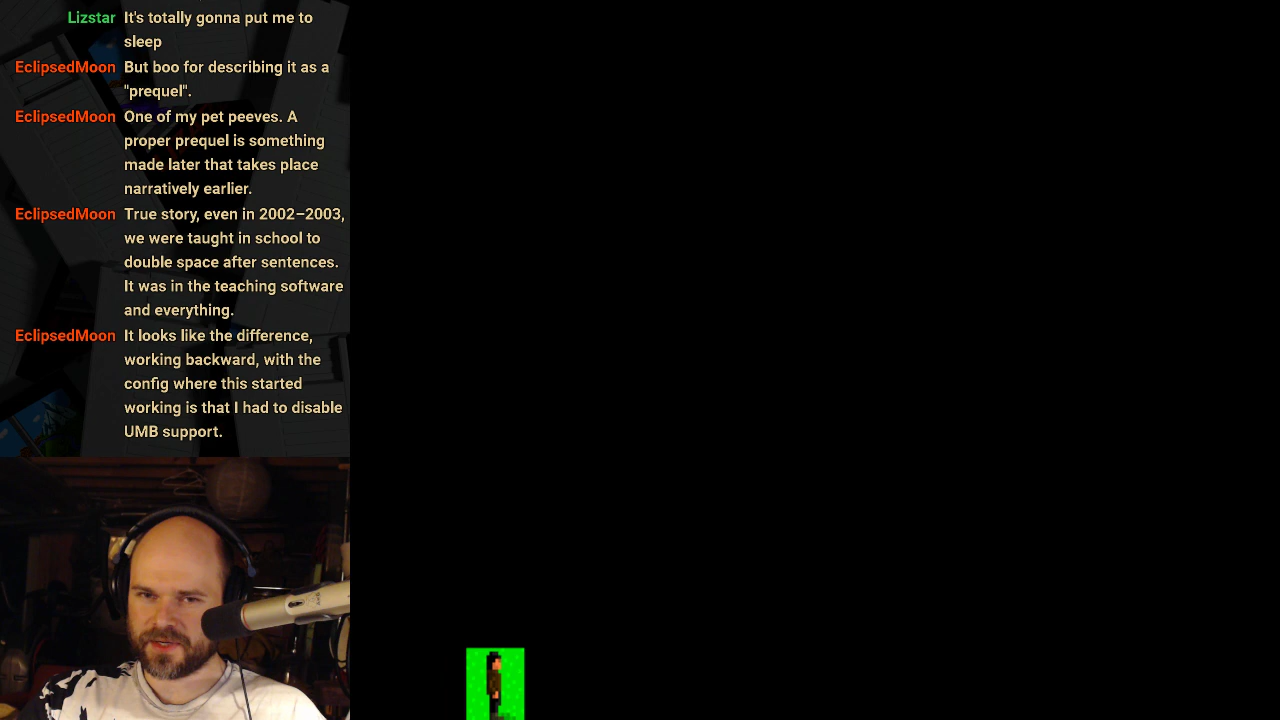 Lizstar It's totally gonna put me to
sleep
EclipsedMoon But boo for describing it as a
"prequel".
EclipsedMoon One of my pet peeves. A
proper prequel is something
made later that takes place
narratively earlier.
EclipsedMoon True story, even in 2002–2003,
we were taught in school to
double space after sentences.
It was in the teaching software
and everything.
EclipsedMoon It looks like the difference,
working backward, with the
config where this started
working is that I had to disable
UMB support.